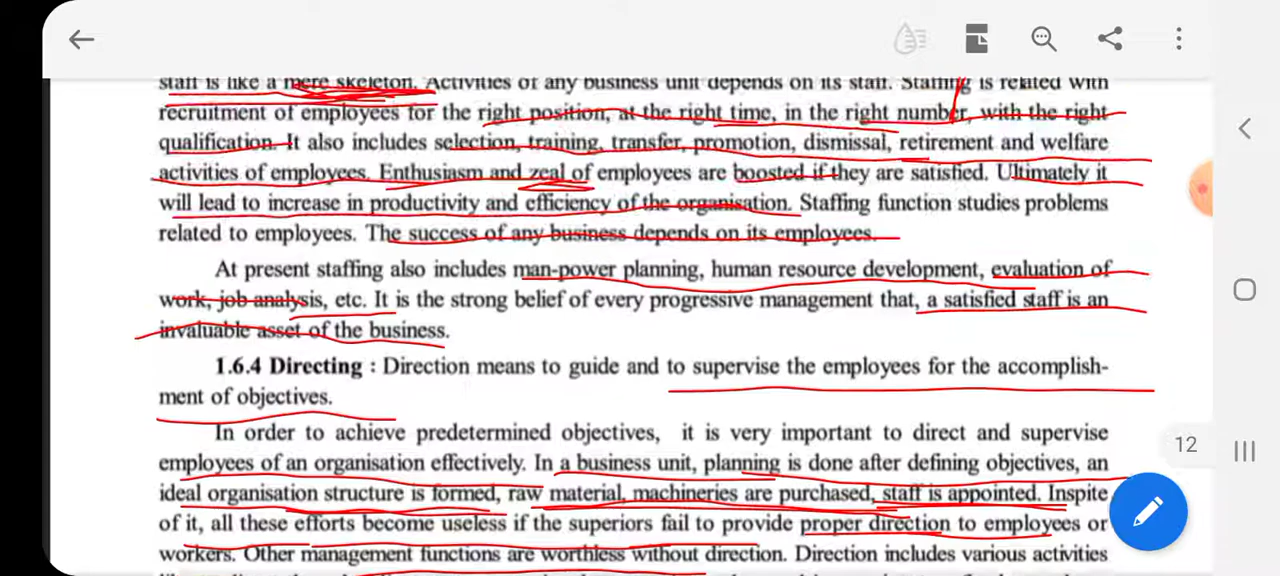 staff is like a mere skeleton. Activities of any business unit depends on its staff. Staffing is related with
recruitment of employees for the right position, at the right time, in the right number, with the right
qualification. It also includes selection, training, transfer, promotion, dismissal, retirement and welfare
activities of employees. Enthusiasm and zeal of employees are boosted if they are satisfied. Ultimately it
will lead to increase in productivity and efficiency of the organisation. Staffing function studies problems
related to employees. The success of any business depends on its employees.
At present staffing also includes man-power planning, human resource development, evaluation of
work, job analysis, etc. It is the strong belief of every progressive management that, a satisfied staff is an
invaluable asset of the business.
1.6.4 Directing : Direction means to guide and to supervise the employees for the accomplish-
ment of objectives.
In order to achieve predetermined objectives, it is very important to direct and supervise
employees of an organisation effectively. In a business unit, planning is done after defining objectives, an
ideal organisation structure is formed, raw material, machineries are purchased, staff is appointed. Inspite
of it, all these efforts become useless if the superiors fail to provide proper direction to employees or
workers. Other management functions are worthless without direction. Direction includes various activities
12